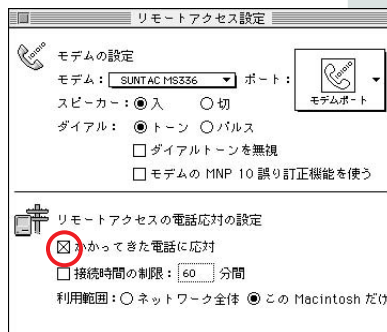 リモートアクセス設定
モデムの設定
モデム： SUNTAC MS336 ポート：
モデムポート
スピーカー： 入 切
ダイアル： トーン パルス
ダイアルトーンを無視
モデムの MNP 10 誤り訂正機能を使う
リモートアクセスの電話応対の設定
かかってきた電話に応対
接続時間の制限： 60 分間
利用範囲： ネットワーク全体 この Macintosh だけ